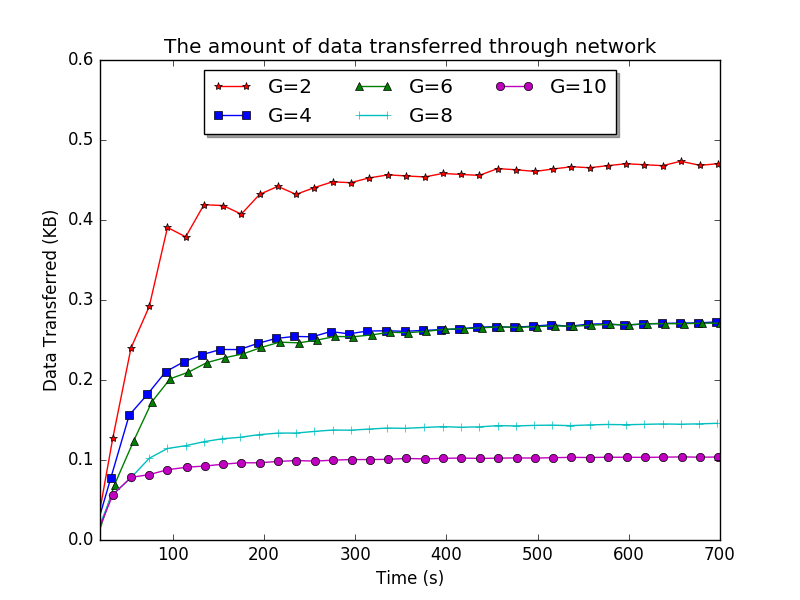 The amount of data transferred through network
G=2 G=6 G=10
G=4 G=8
0.6
0.5
0.4
0.3
0.2
0.1
0.0
Data Transferred (KB)
100 200 300 400 500 600 700
Time (s)